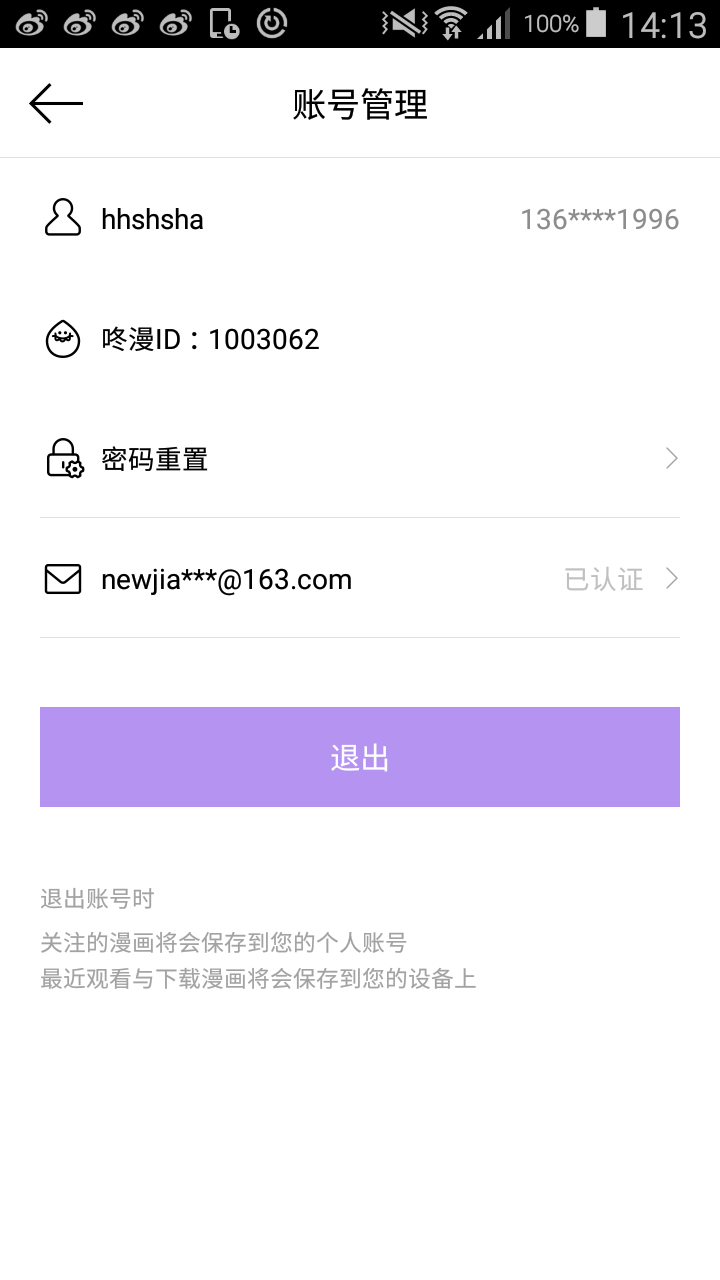 100% 14:13
账号管理
hhshsha 136****1996
咚漫ID：1003062
密码重置
newjia***@163.com 已认证
退出
退出账号时
关注的漫画将会保存到您的个人账号
最近观看与下载漫画将会保存到您的设备上